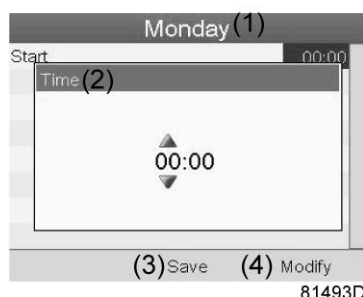 Monday (1)
Start 00:00
Time (2)
00:00
(3) Save (4) Modify
81493D